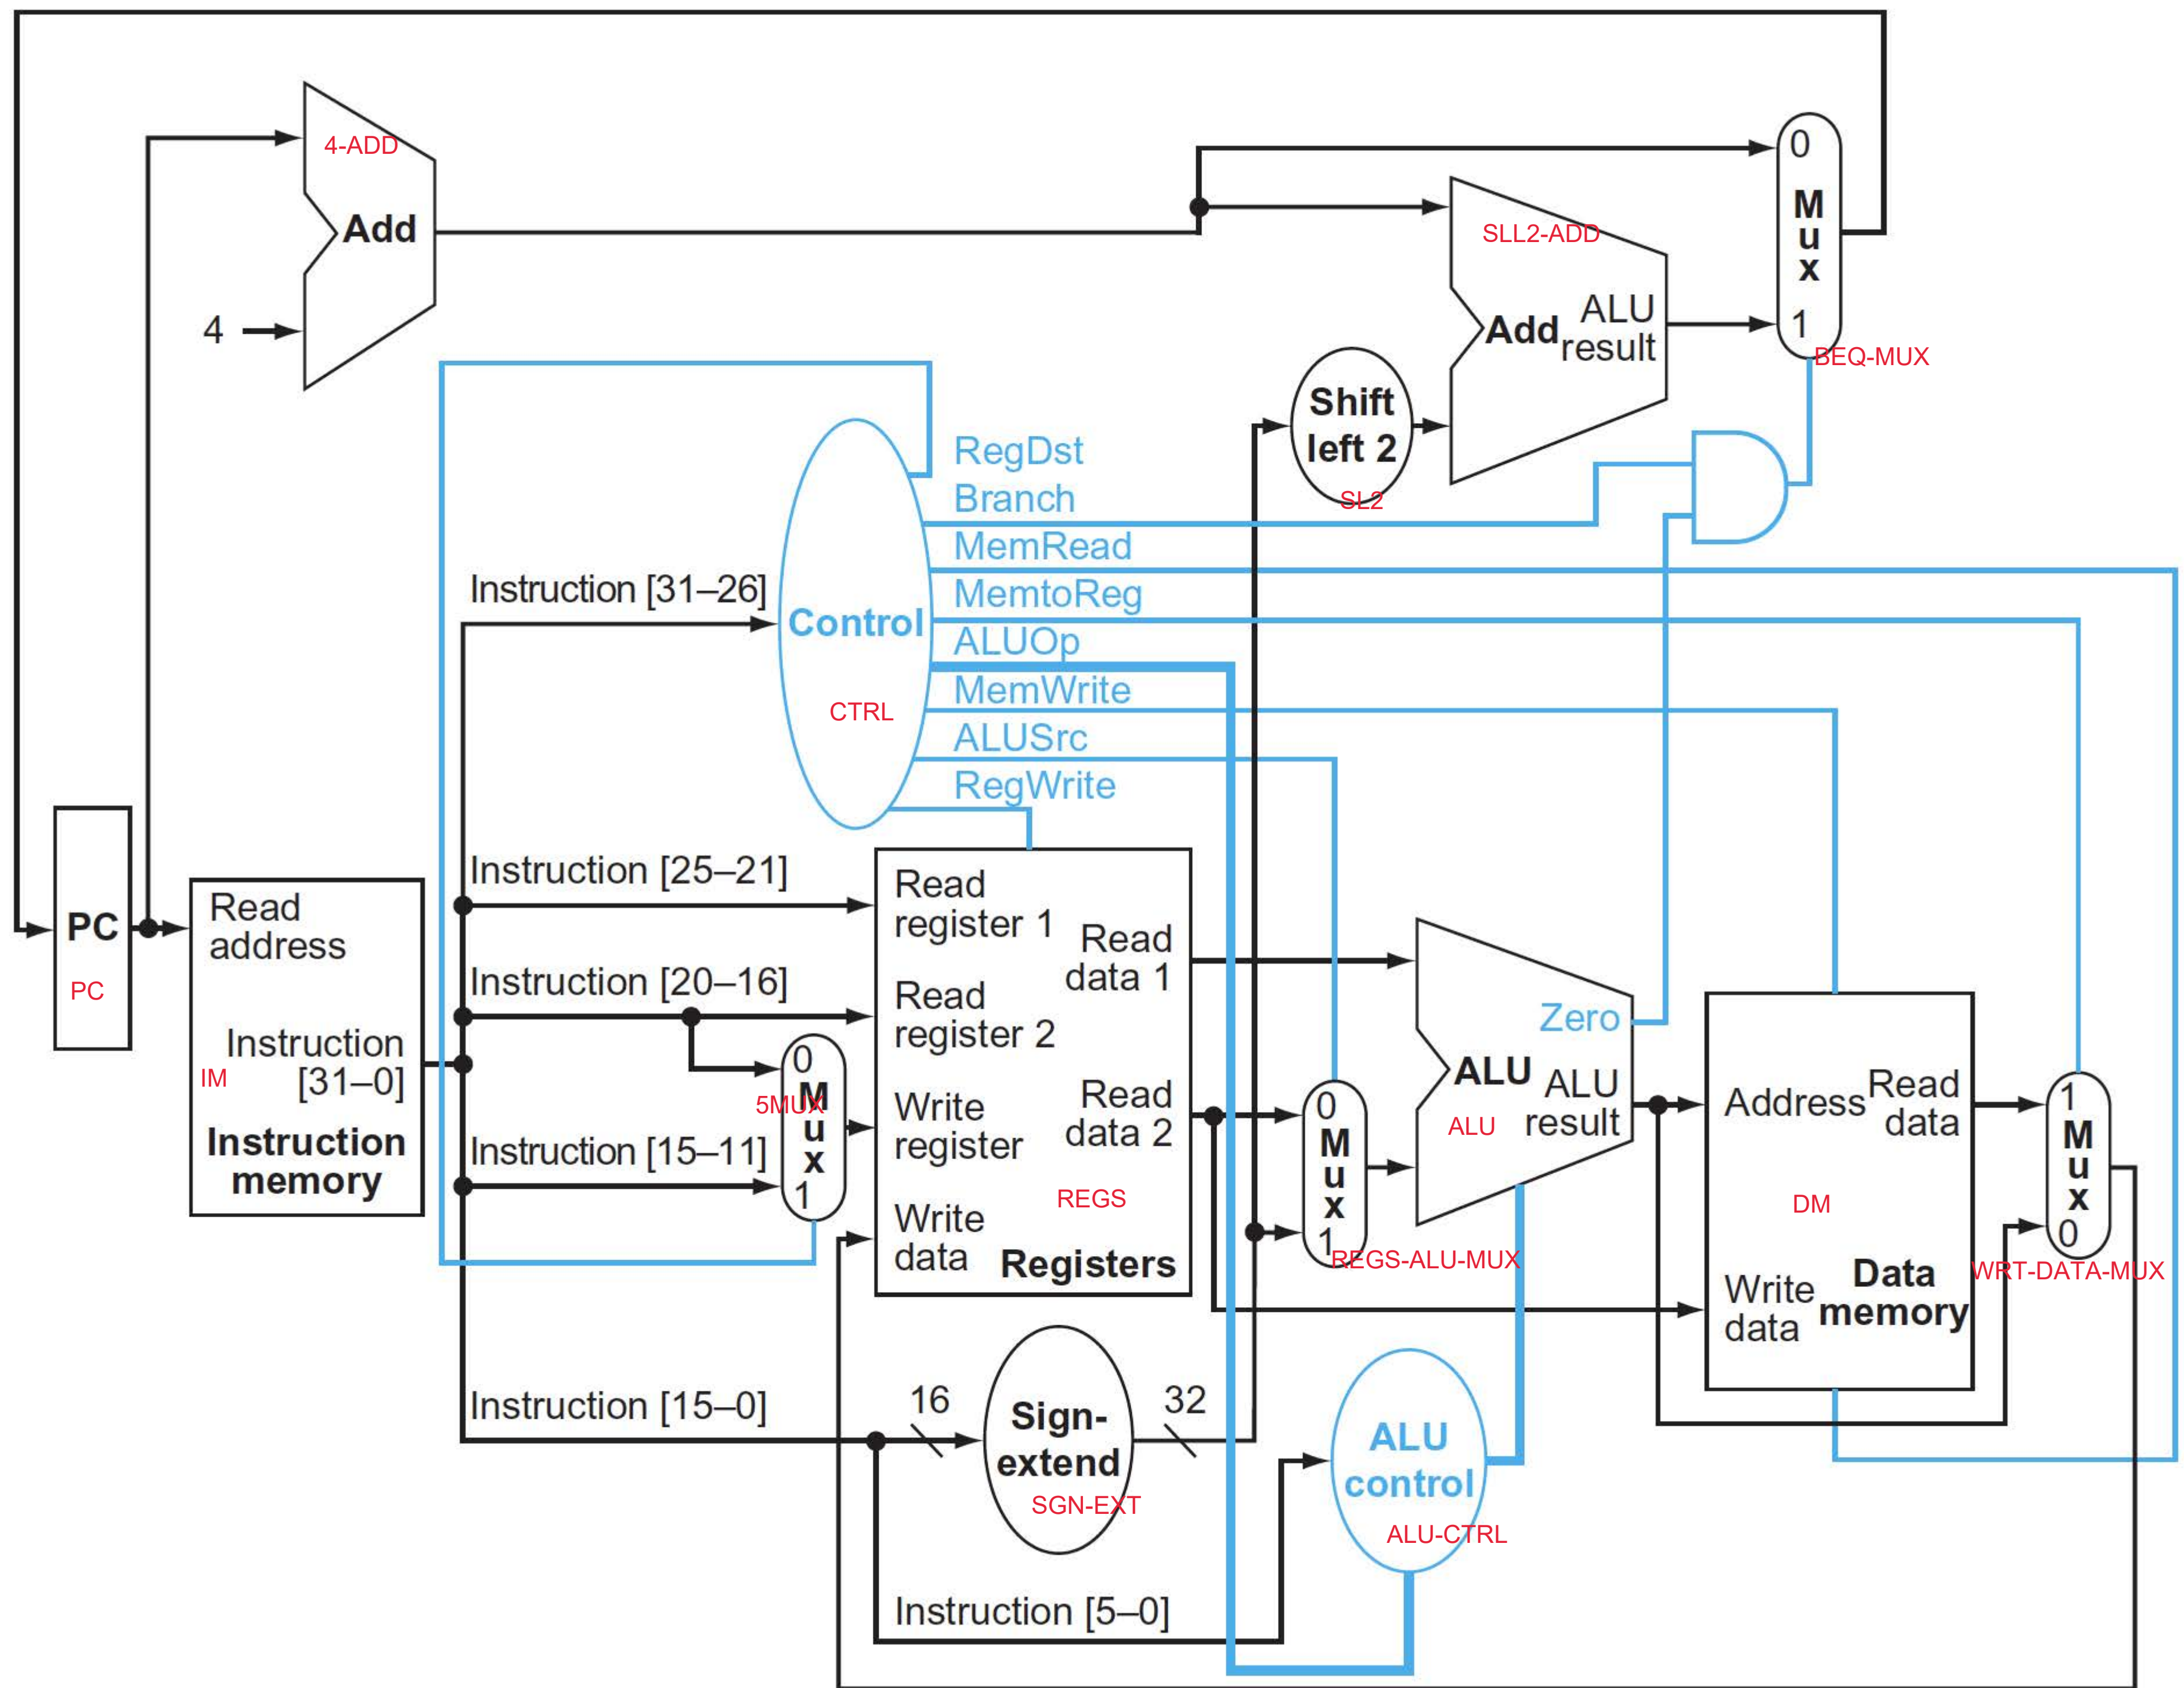 4-ADD
Add
4
0
M
u
x
1
BEQ-MUX
SLL2-ADD
Add
ALU
result
Shift
left 2
SL2
RegDst
Branch
MemRead
MemtoReg
ALUOp
MemWrite
ALUSrc
RegWrite
Control
CTRL
Instruction [31–26]
Instruction [25–21]
Instruction [20–16]
Instruction [15–11]
Instruction [15–0]
Instruction [5–0]
PC
PC
Read
address
Instruction
[31–0]
IM
Instruction
memory
0
M
u
x
1
5MUX
Read
register 1
Read
register 2
Write
register
Write
data
Read
data 1
Read
data 2
REGS
Registers
0
M
u
x
1
REGS-ALU-MUX
Zero
ALU
ALU
result
ALU
Address
Read
data
DM
Write
data
Data
memory
1
M
u
x
0
WRT-DATA-MUX
16
Sign-
extend
SGN-EXT
32
ALU
control
ALU-CTRL